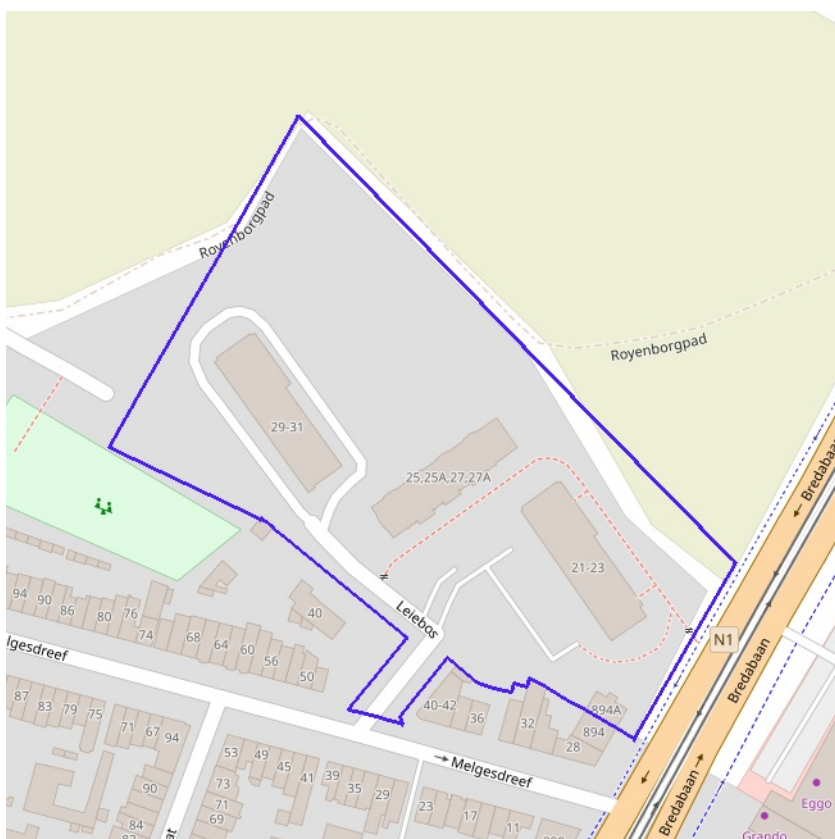 Royenborgpad
Royenborgpad
Bredabaan
29-31
25,25A,27,27A
21-23
Leiebos
N1
Bredabaan
94
90
86
80
76
74
68
64
60
56
50
40
lgesdreef
40-42
36
32
28
894A
894
87
83
79
75
71
67
94
90
84
53
49
45
41
39
35
29
73
71
69
Melgesdreef
23
17
11
Bredabaan
Eggo
Grando
at